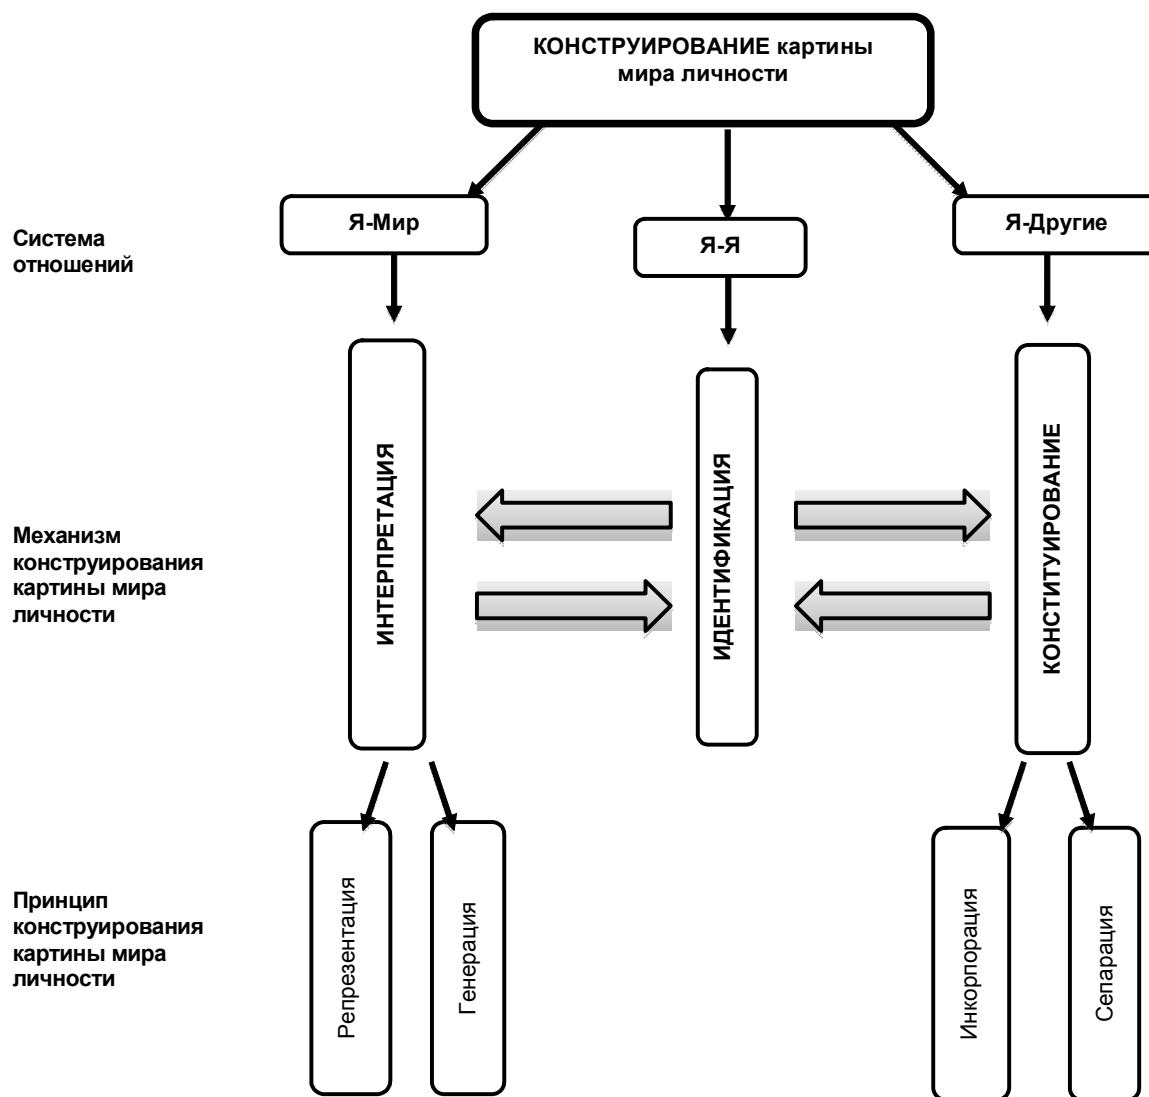 КОНСТРУИРОВАНИЕ картины
мира личности
Я-Мир
Я-Я
Я-Другие
Система
отношений
ИНТЕРПРЕТАЦИЯ
ИДЕНТИФИКАЦИЯ
КОНСТИТУИРОВАНИЕ
Механизм
конструирования
картины мира
личности
Принцип
конструирования
картины мира
личности
Репрезентация
Генерация
Инкорпорация
Сепарация